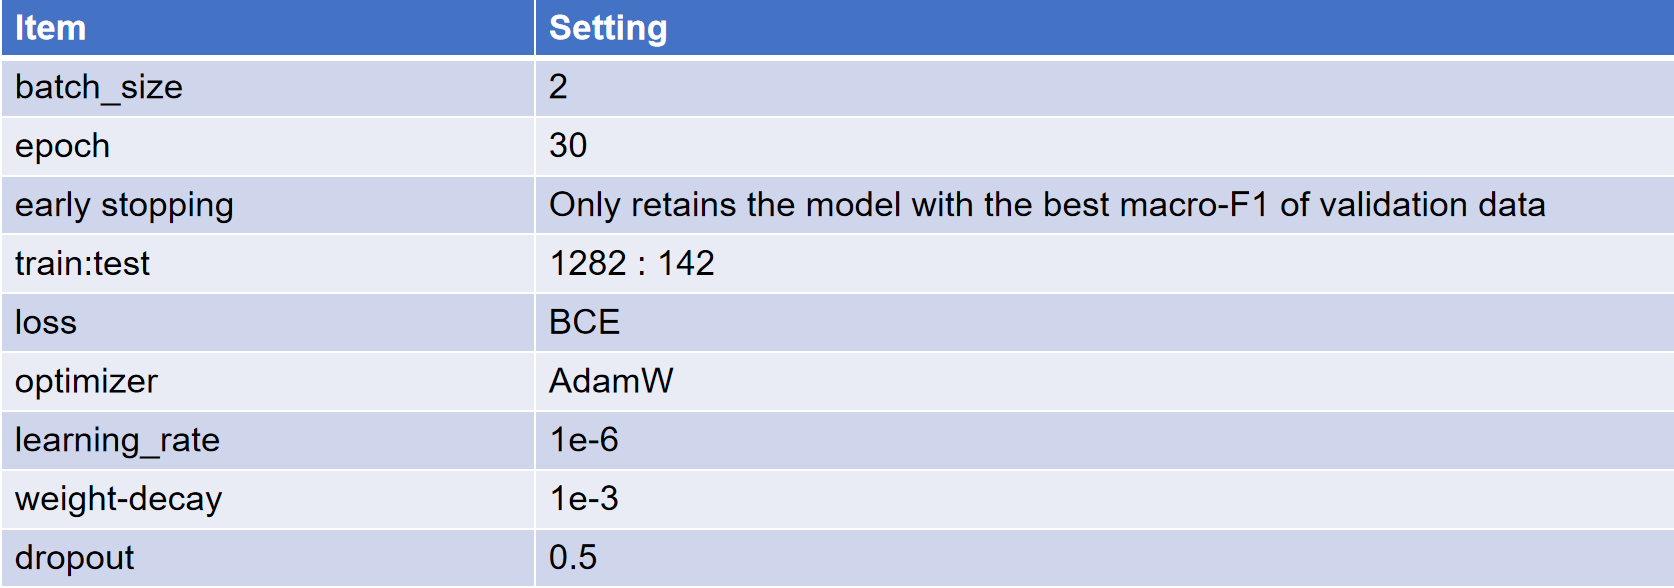 Item Setting
batch_size 2
epoch 30
early stopping Only retains the model with the best macro-F1 of validation data
train:test 1282 : 142
loss BCE
optimizer AdamW
learning_rate 1e-6
weight-decay 1e-3
dropout 0.5